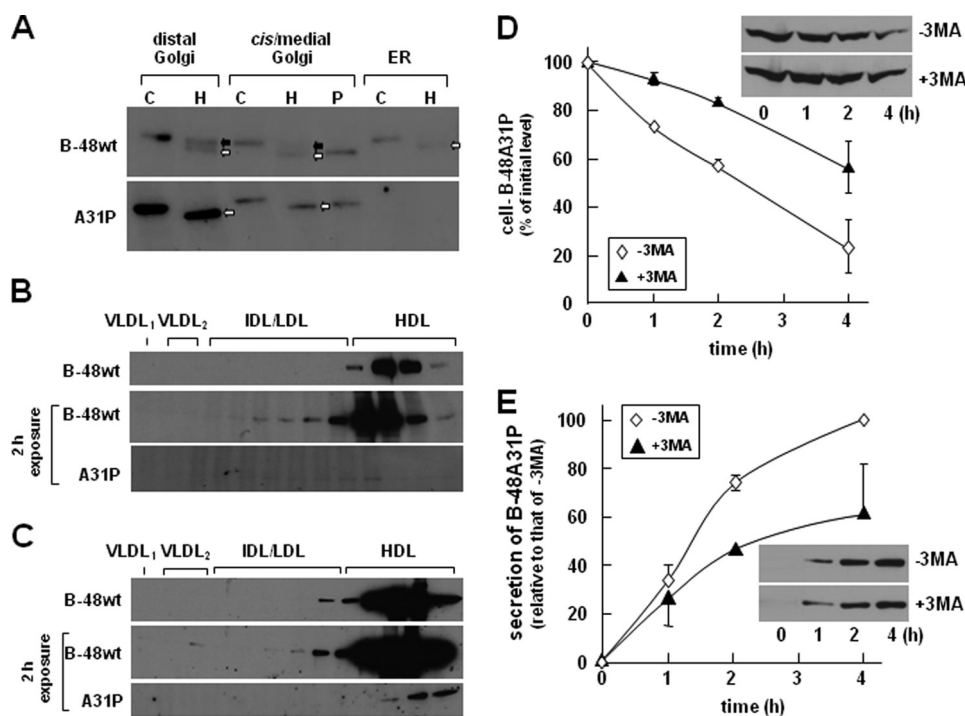 A
distal Golgi
cis/medial Golgi
ER
C H C H P C H
B-48wt
A31P
B
VLDL1 VLDL2 IDL/LDL HDL
B-48wt
2h exposure
B-48wt
A31P
C
VLDL1 VLDL2 IDL/LDL HDL
B-48wt
2h exposure
B-48wt
A31P
D
cell- B-48A31P
(% of initial level)
100
80
60
40
20
0
-3MA
+3MA
0 1 2 4 (h)
-3MA
+3MA
0 1 2 3 4
time (h)
E
secretion of B-48A31P
(relative to that of -3MA)
100
80
60
40
20
0
-3MA
+3MA
-3MA
+3MA
0 1 2 4 (h)
0 1 2 3 4
time (h)